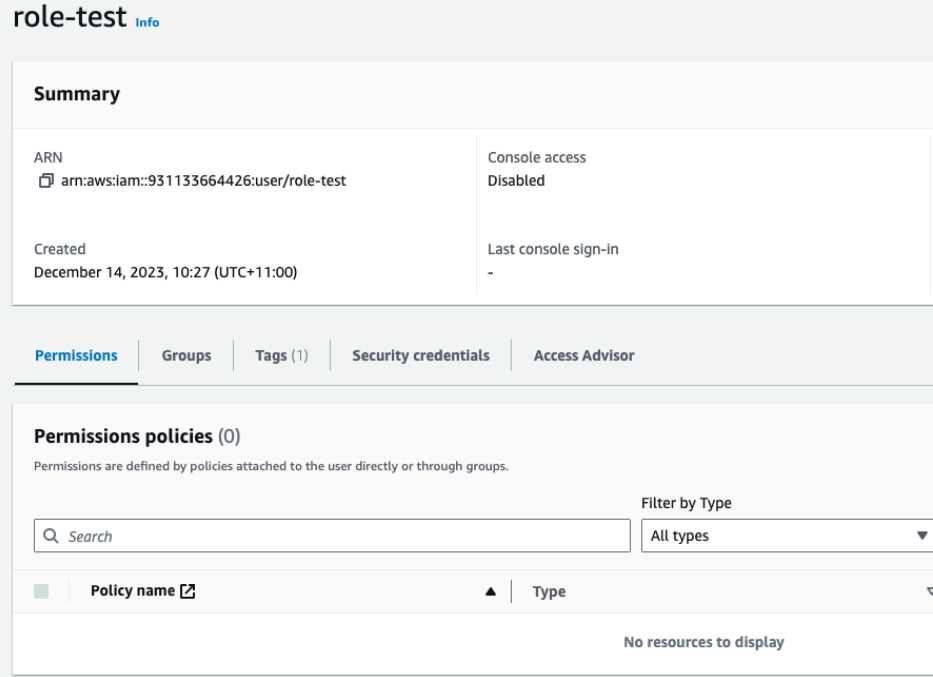 role-test Info
Summary
ARN
arn:aws:iam::931133664426:user/role-test
Console access
Disabled
Created
December 14, 2023, 10:27 (UTC+11:00)
Last console sign-in
-
Permissions Groups Tags (1) Security credentials Access Advisor
Permissions policies (0)
Permissions are defined by policies attached to the user directly or through groups.
Filter by Type
Search
All types
Policy name Type
No resources to display